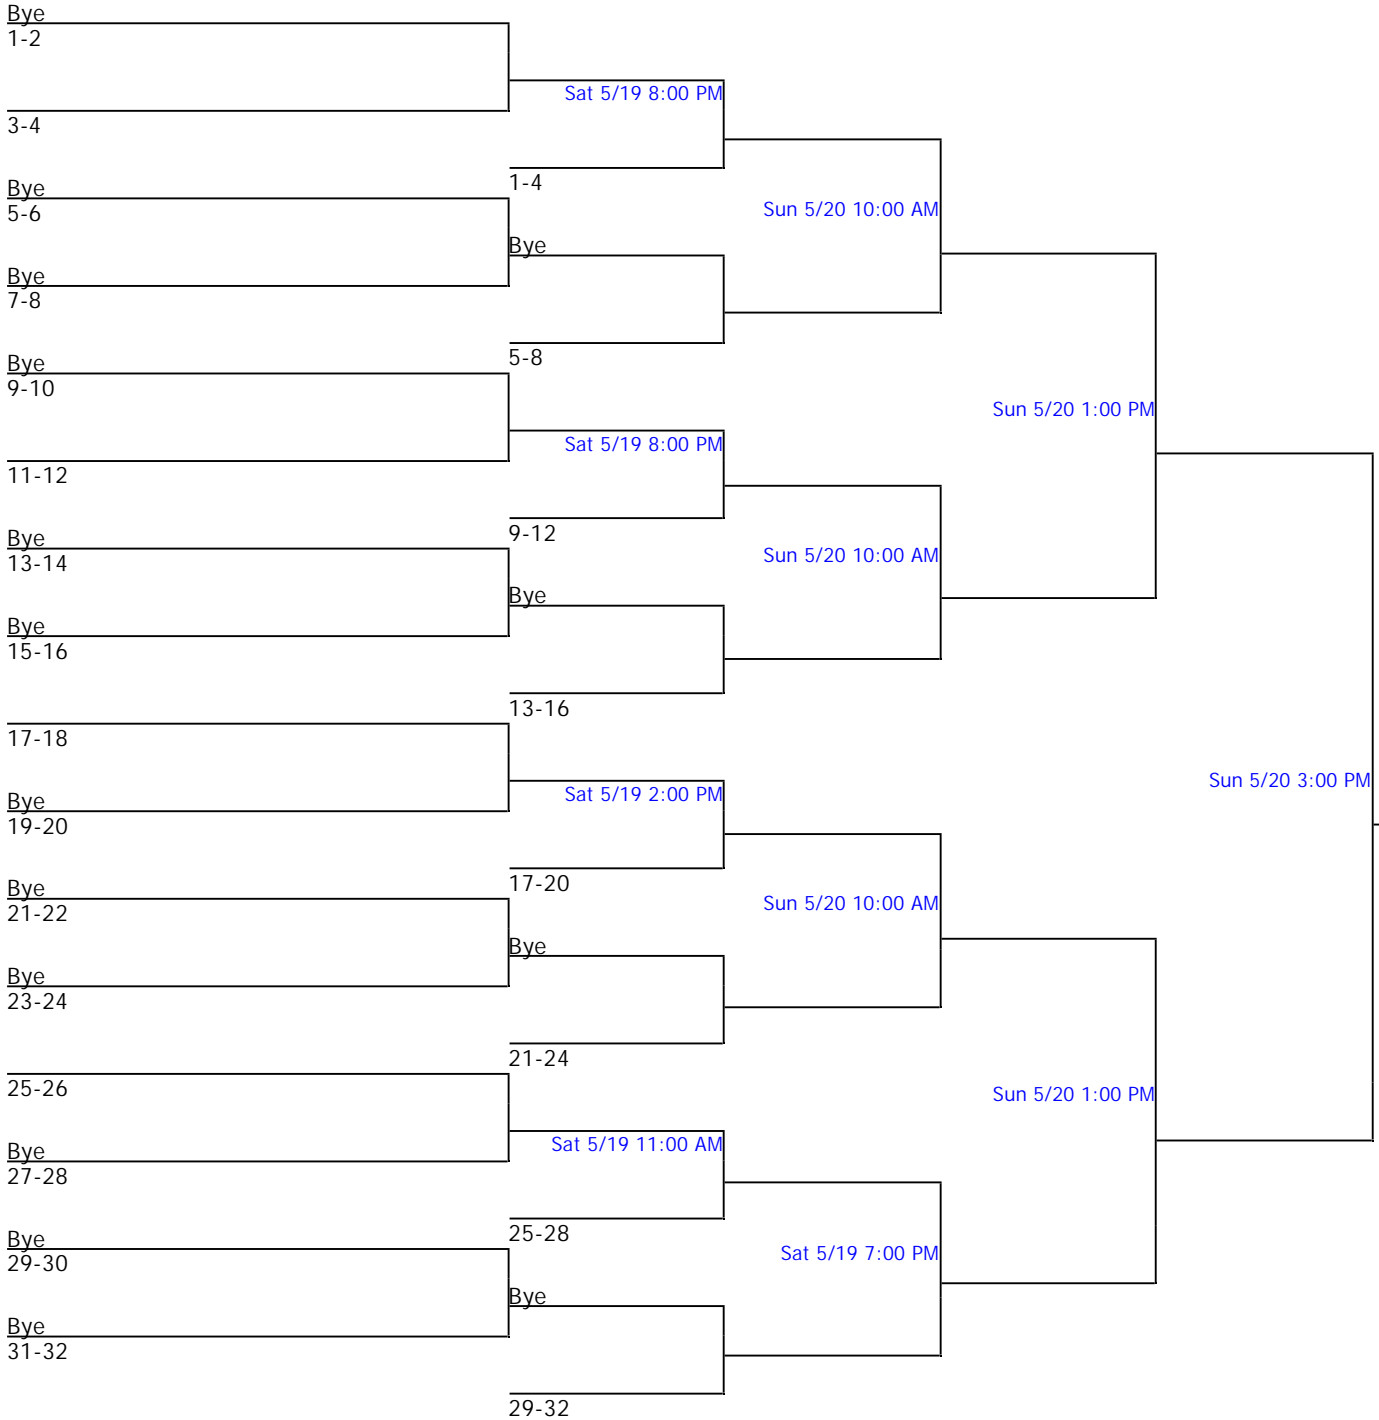 Bye
1-2
Sat 5/19 8:00 PM
3-4
1-4
Bye
5-6
Sun 5/20 10:00 AM
Bye
Bye
7-8
5-8
Bye
9-10
Sun 5/20 1:00 PM
Sat 5/19 8:00 PM
11-12
9-12
Bye
13-14
Sun 5/20 10:00 AM
Bye
Bye
15-16
13-16
17-18
Sun 5/20 3:00 PM
Sat 5/19 2:00 PM
Bye
19-20
17-20
Bye
21-22
Sun 5/20 10:00 AM
Bye
Bye
23-24
21-24
25-26
Sun 5/20 1:00 PM
Sat 5/19 11:00 AM
Bye
27-28
25-28
Bye
29-30
Sat 5/19 7:00 PM
Bye
Bye
31-32
29-32